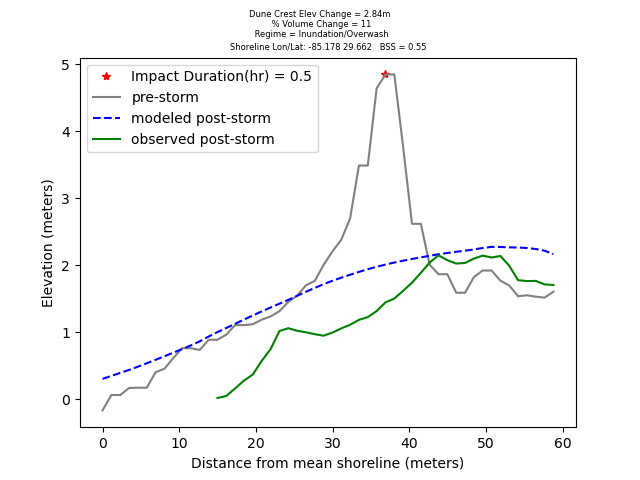 Dune Crest Elev Change = 2.84m
% Volume Change = 11
Regime = Inundation/Overwash
Shoreline Lon/Lat: -85.178 29.662   BSS = 0.55
Impact Duration(hr) = 0.5
pre-storm
modeled post-storm
observed post-storm
Elevation (meters)
5
4
3
2
1
0
0 10 20 30 40 50 60
Distance from mean shoreline (meters)